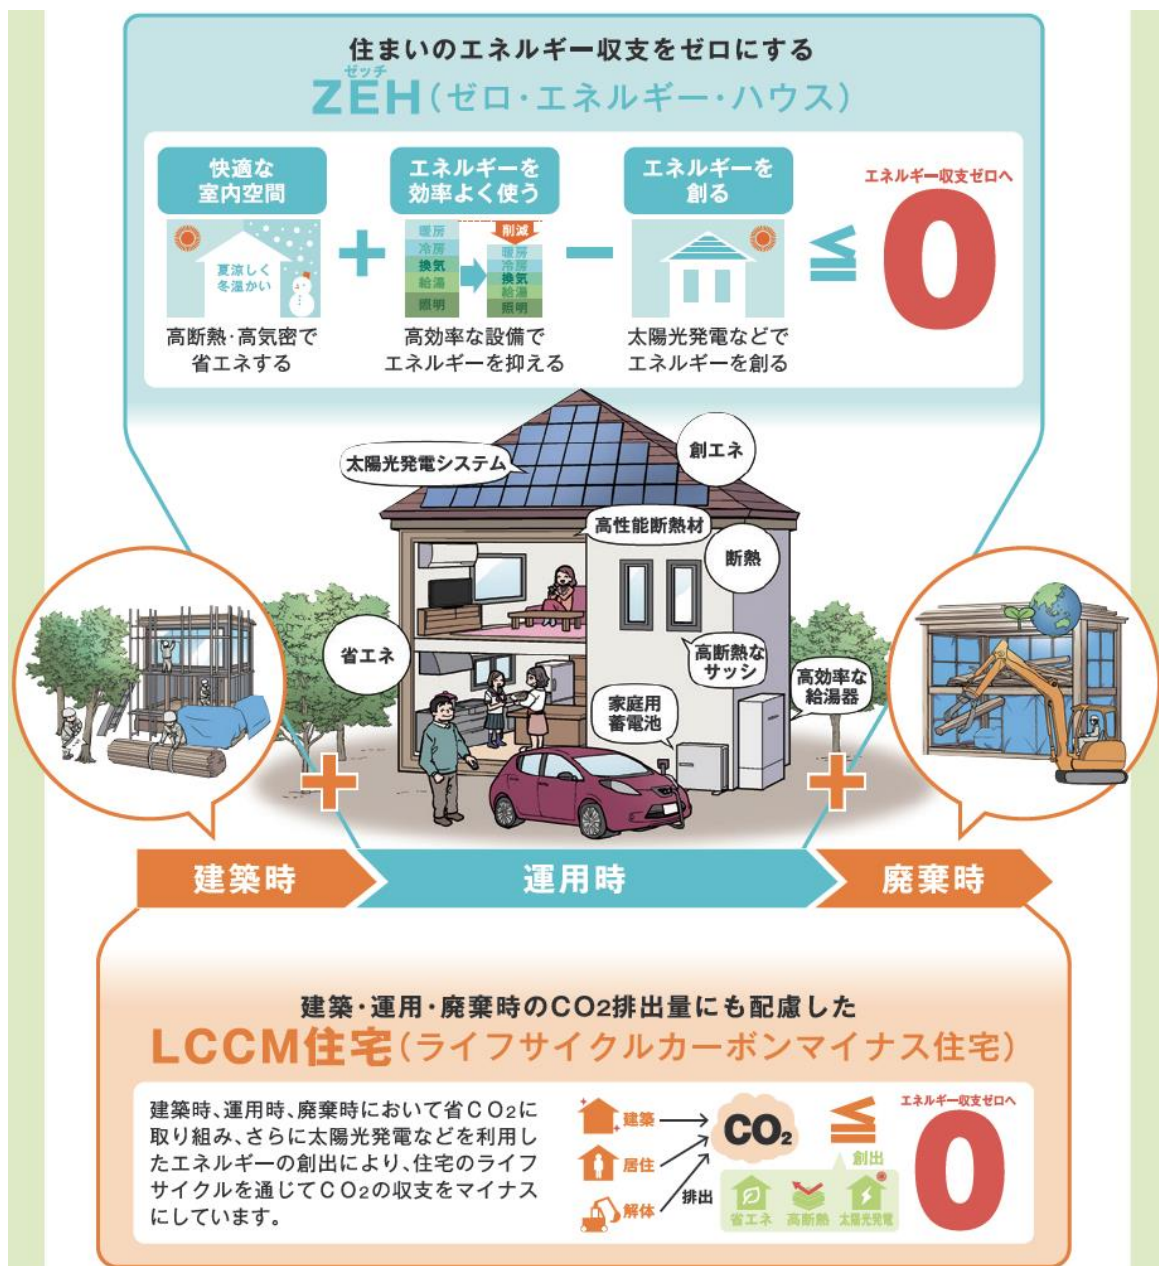 住まいのエネルギー収支をゼロにする
ゼッチ
ZEH(ゼロ・エネルギー・ハウス)
快適な
室内空間
夏涼しく
冬温かい
高断熱・高気密で
省エネする
+
エネルギーを
効率よく使う
暖房
冷房
換気
給湯
照明
削減
暖房
冷房
換気
給湯
照明
高効率な設備で
エネルギーを抑える
−
エネルギーを
創る
太陽光発電などで
エネルギーを創る
≦
エネルギー収支ゼロへ
0
太陽光発電システム
創エネ
高性能断熱材
断熱
省エネ
高断熱な
サッシ
家庭用
蓄電池
高効率な
給湯器
+
+
建築時
運用時
廃棄時
建築・運用・廃棄時のCO2排出量にも配慮した
LCCM住宅(ライフサイクルカーボンマイナス住宅)
建築時、運用時、廃棄時において省CO2に
取り組み、さらに太陽光発電などを利用し
たエネルギーの創出により、住宅のライフ
サイクルを通じてCO2の収支をマイナス
にしています。
建築
居住
解体
排出
CO2
≦
創出
省エネ
高断熱
太陽光発電
エネルギー収支ゼロへ
0